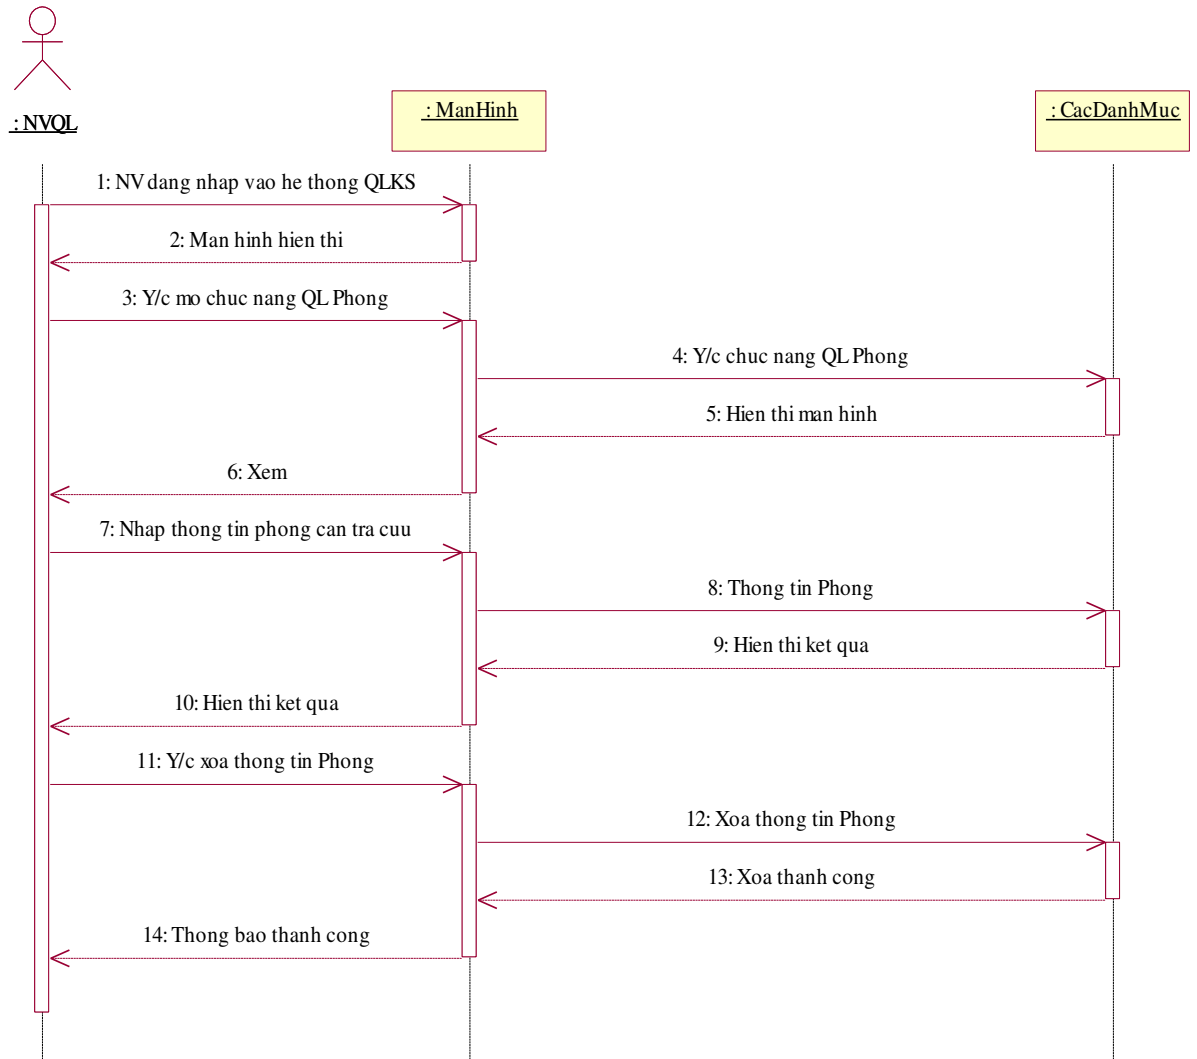 : NVQL
: ManHinh
: CacDanhMuc
1: NV dang nhap vao he thong QLKS
2: Man hinh hien thi
3: Y/c mo chuc nang QL Phong
4: Y/c chuc nang QL Phong
5: Hien thi man hinh
6: Xem
7: Nhap thong tin phong can tra cuu
8: Thong tin Phong
9: Hien thi ket qua
10: Hien thi ket qua
11: Y/c xoa thong tin Phong
12: Xoa thong tin Phong
13: Xoa thanh cong
14: Thong bao thanh cong